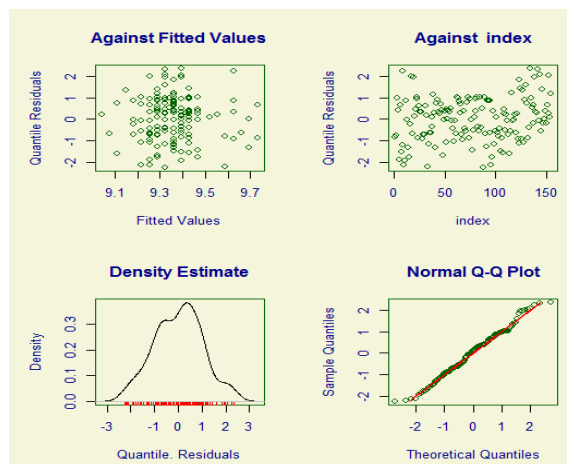 Against Fitted Values
Quantile Residuals
2
1
0
-1
-2
9.1 9.3 9.5 9.7
Fitted Values
Against index
Quantile Residuals
2
1
0
-1
-2
0 50 100 150
index
Density Estimate
Density
0.3
0.2
0.1
0.0
-3 -2 -1 0 1 2 3
Quantile. Residuals
Normal Q-Q Plot
Sample Quantiles
2
1
0
-1
-2
-2 -1 0 1 2
Theoretical Quantiles